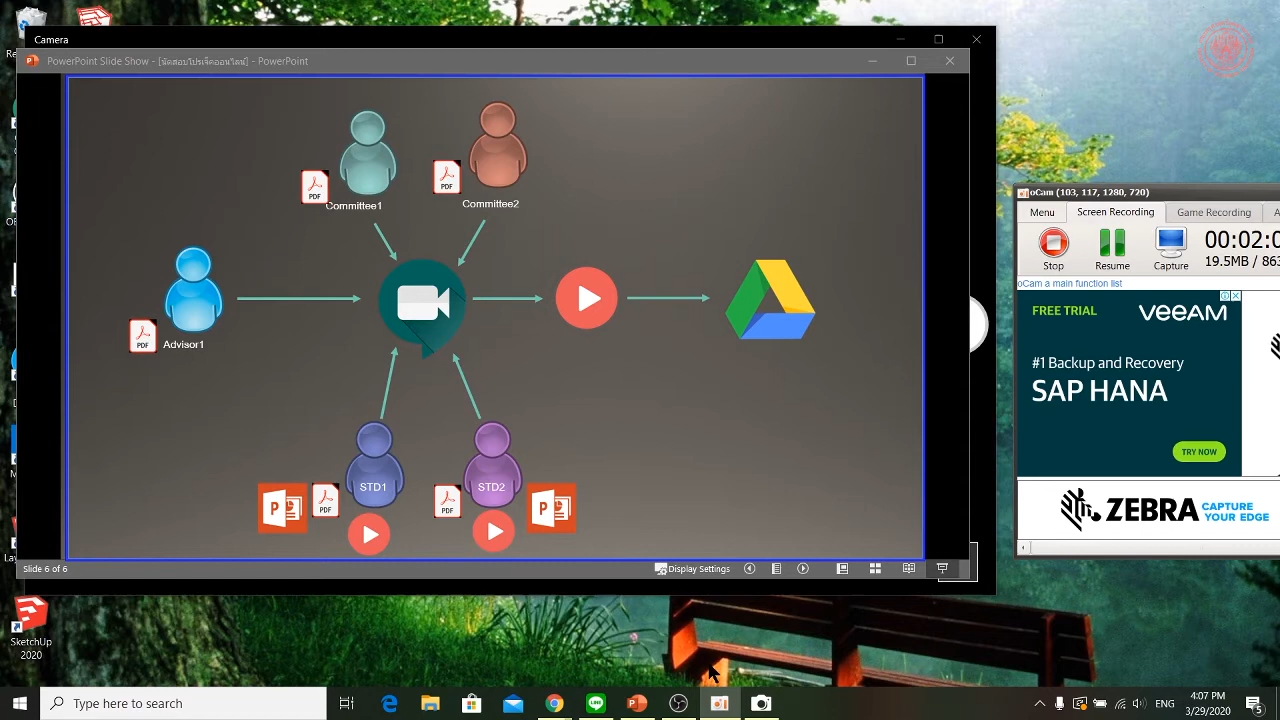 Camera
PowerPoint Slide Show - [นัดสอบโปรเจ็คออนไลน์] - PowerPoint
Committee1
Committee2
Advisor1
STD1
STD2
PDF
PDF
PDF
PDF
PDF
Slide 6 of 6
Display Settings
oCam (103, 117, 1280, 720)
Menu
Screen Recording
Game Recording
Stop
Resume
Capture
00:02:0
19.5MB / 863
oCam a main function list
FREE TRIAL
VEEAM
#1 Backup and Recovery
SAP HANA
TRY NOW
ZEBRA
CAPTURE
YOUR EDGE
SketchUp
2020
Type here to search
ENG
4:07 PM
3/29/2020
5